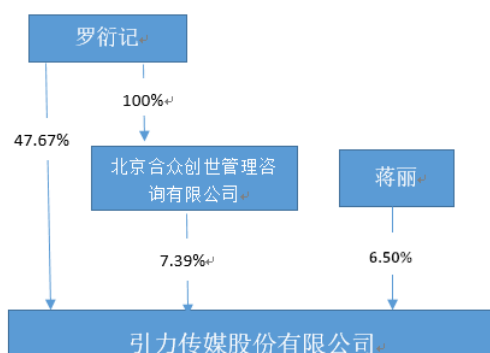 罗衍记
100%
47.67%
北京合众创世管理咨
询有限公司
蒋丽
7.39%
6.50%
引力传媒股份有限公司